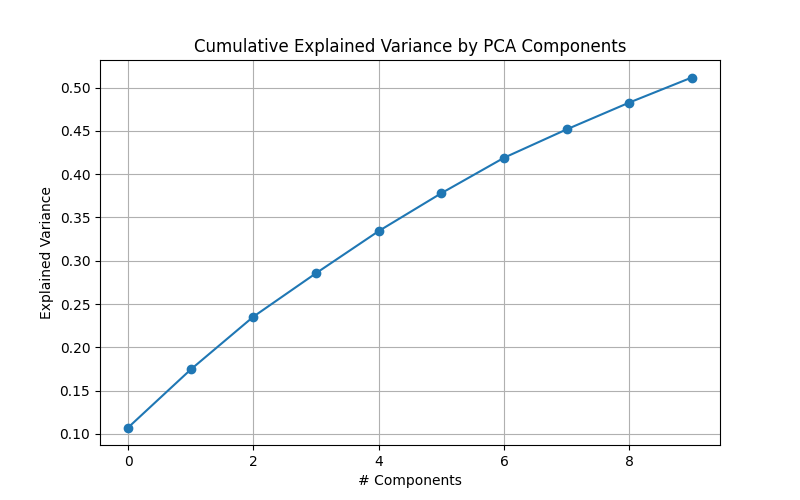 Cumulative Explained Variance by PCA Components
Explained Variance
0.50
0.45
0.40
0.35
0.30
0.25
0.20
0.15
0.10
0 2 4 6 8
# Components